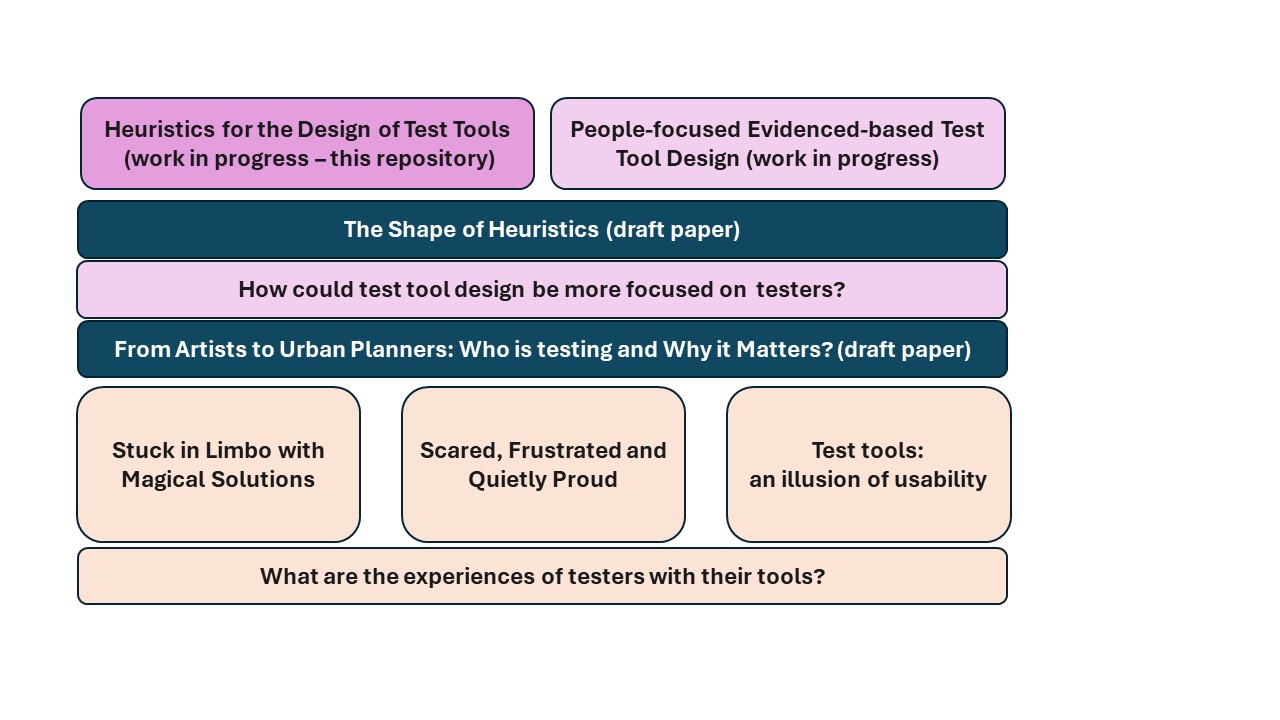 Heuristics for the Design of Test Tools
(work in progress – this repository)
People-focused Evidenced-based Test
Tool Design (work in progress)
The Shape of Heuristics (draft paper)
How could test tool design be more focused on testers?
From Artists to Urban Planners: Who is testing and Why it Matters? (draft paper)
Stuck in Limbo with
Magical Solutions
Scared, Frustrated and
Quietly Proud
Test tools:
an illusion of usability
What are the experiences of testers with their tools?